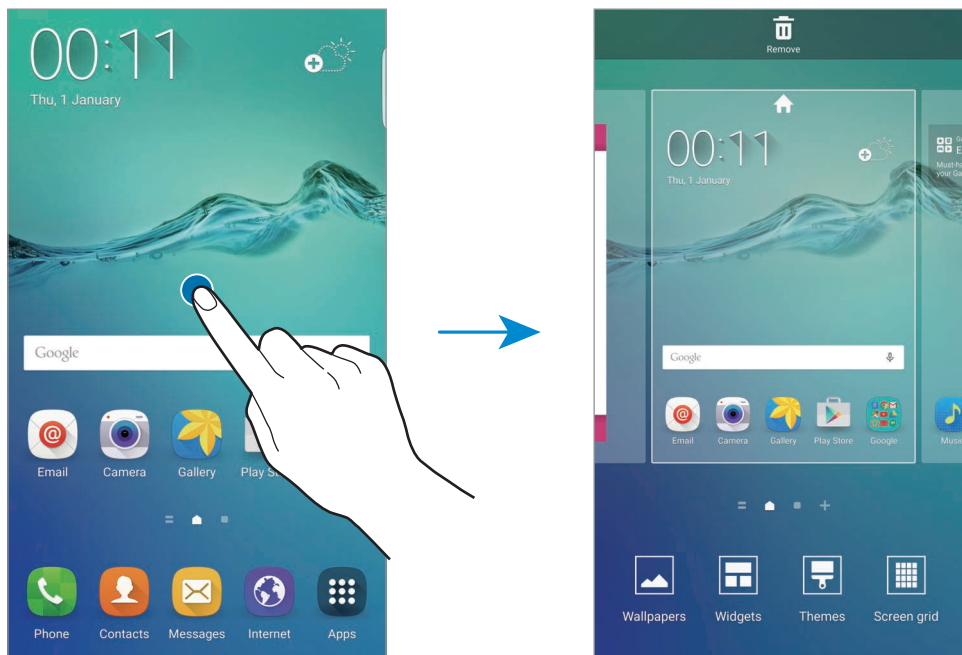 00:11
Thu, 1 January
Google
Email Camera Gallery Play
Phone Contacts Messages Internet Apps
Remove
00:11
Thu, 1 January
Google
Email Camera Gallery Play Store Google
Wallpapers Widgets Themes Screen grid